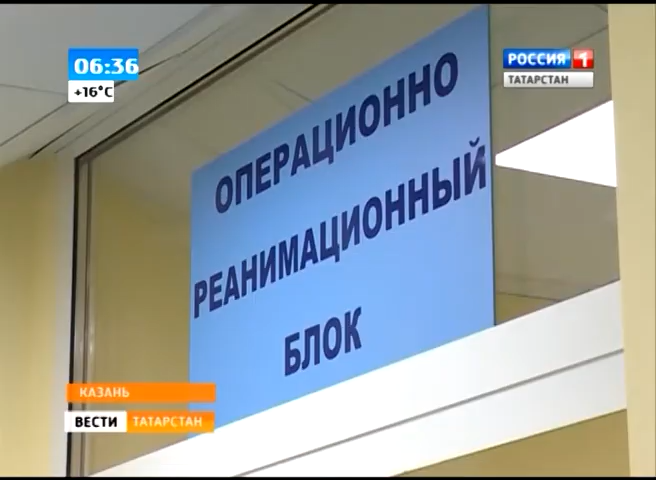 06:36
+16°C
РОССИЯ 1
ТАТАРСТАН
ОПЕРАЦИОННО
РЕАНИМАЦИОННЫЙ
БЛОК
КАЗАНЬ
ВЕСТИ ТАТАРСТАН